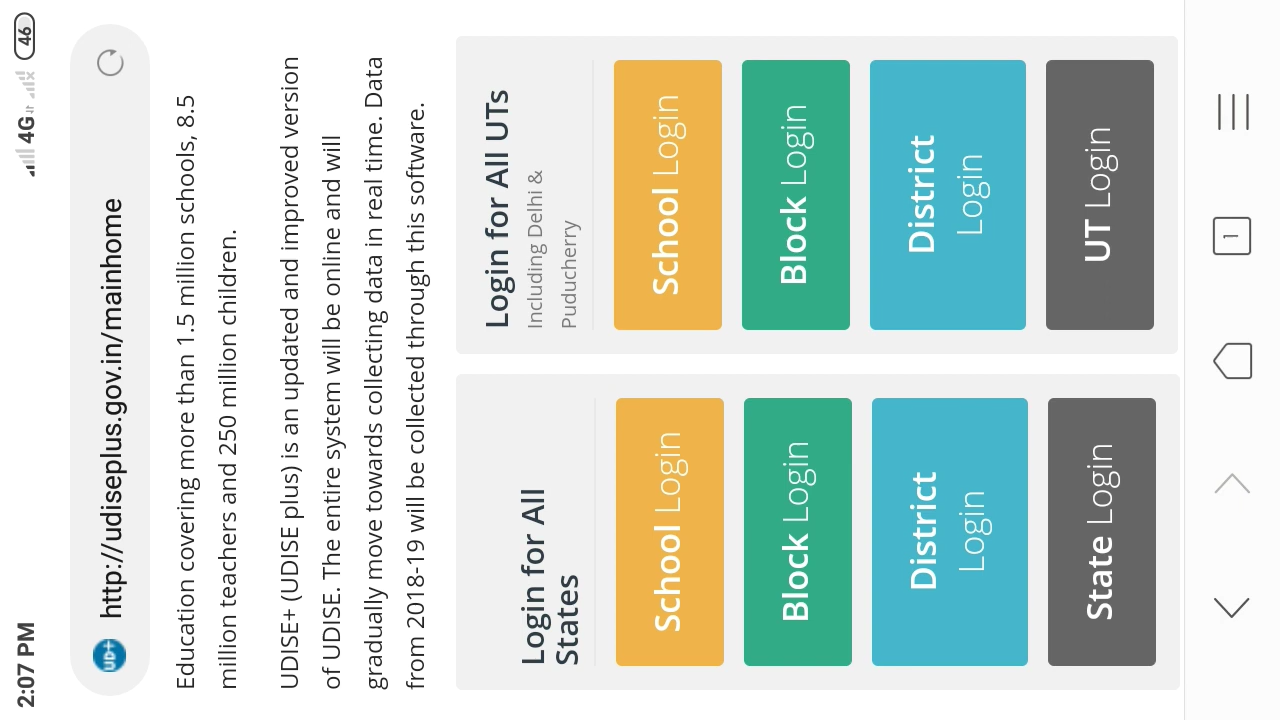 2:07 PM
4G
46
UD+
http://udiseplus.gov.in/mainhome
Education covering more than 1.5 million schools, 8.5
million teachers and 250 million children.
UDISE+ (UDISE plus) is an updated and improved version
of UDISE. The entire system will be online and will
gradually move towards collecting data in real time. Data
from 2018-19 will be collected through this software.
Login for All
States
School Login
Block Login
District
Login
State Login
Login for All UTs
Including Delhi &
Puducherry
School Login
Block Login
District
Login
UT Login
1